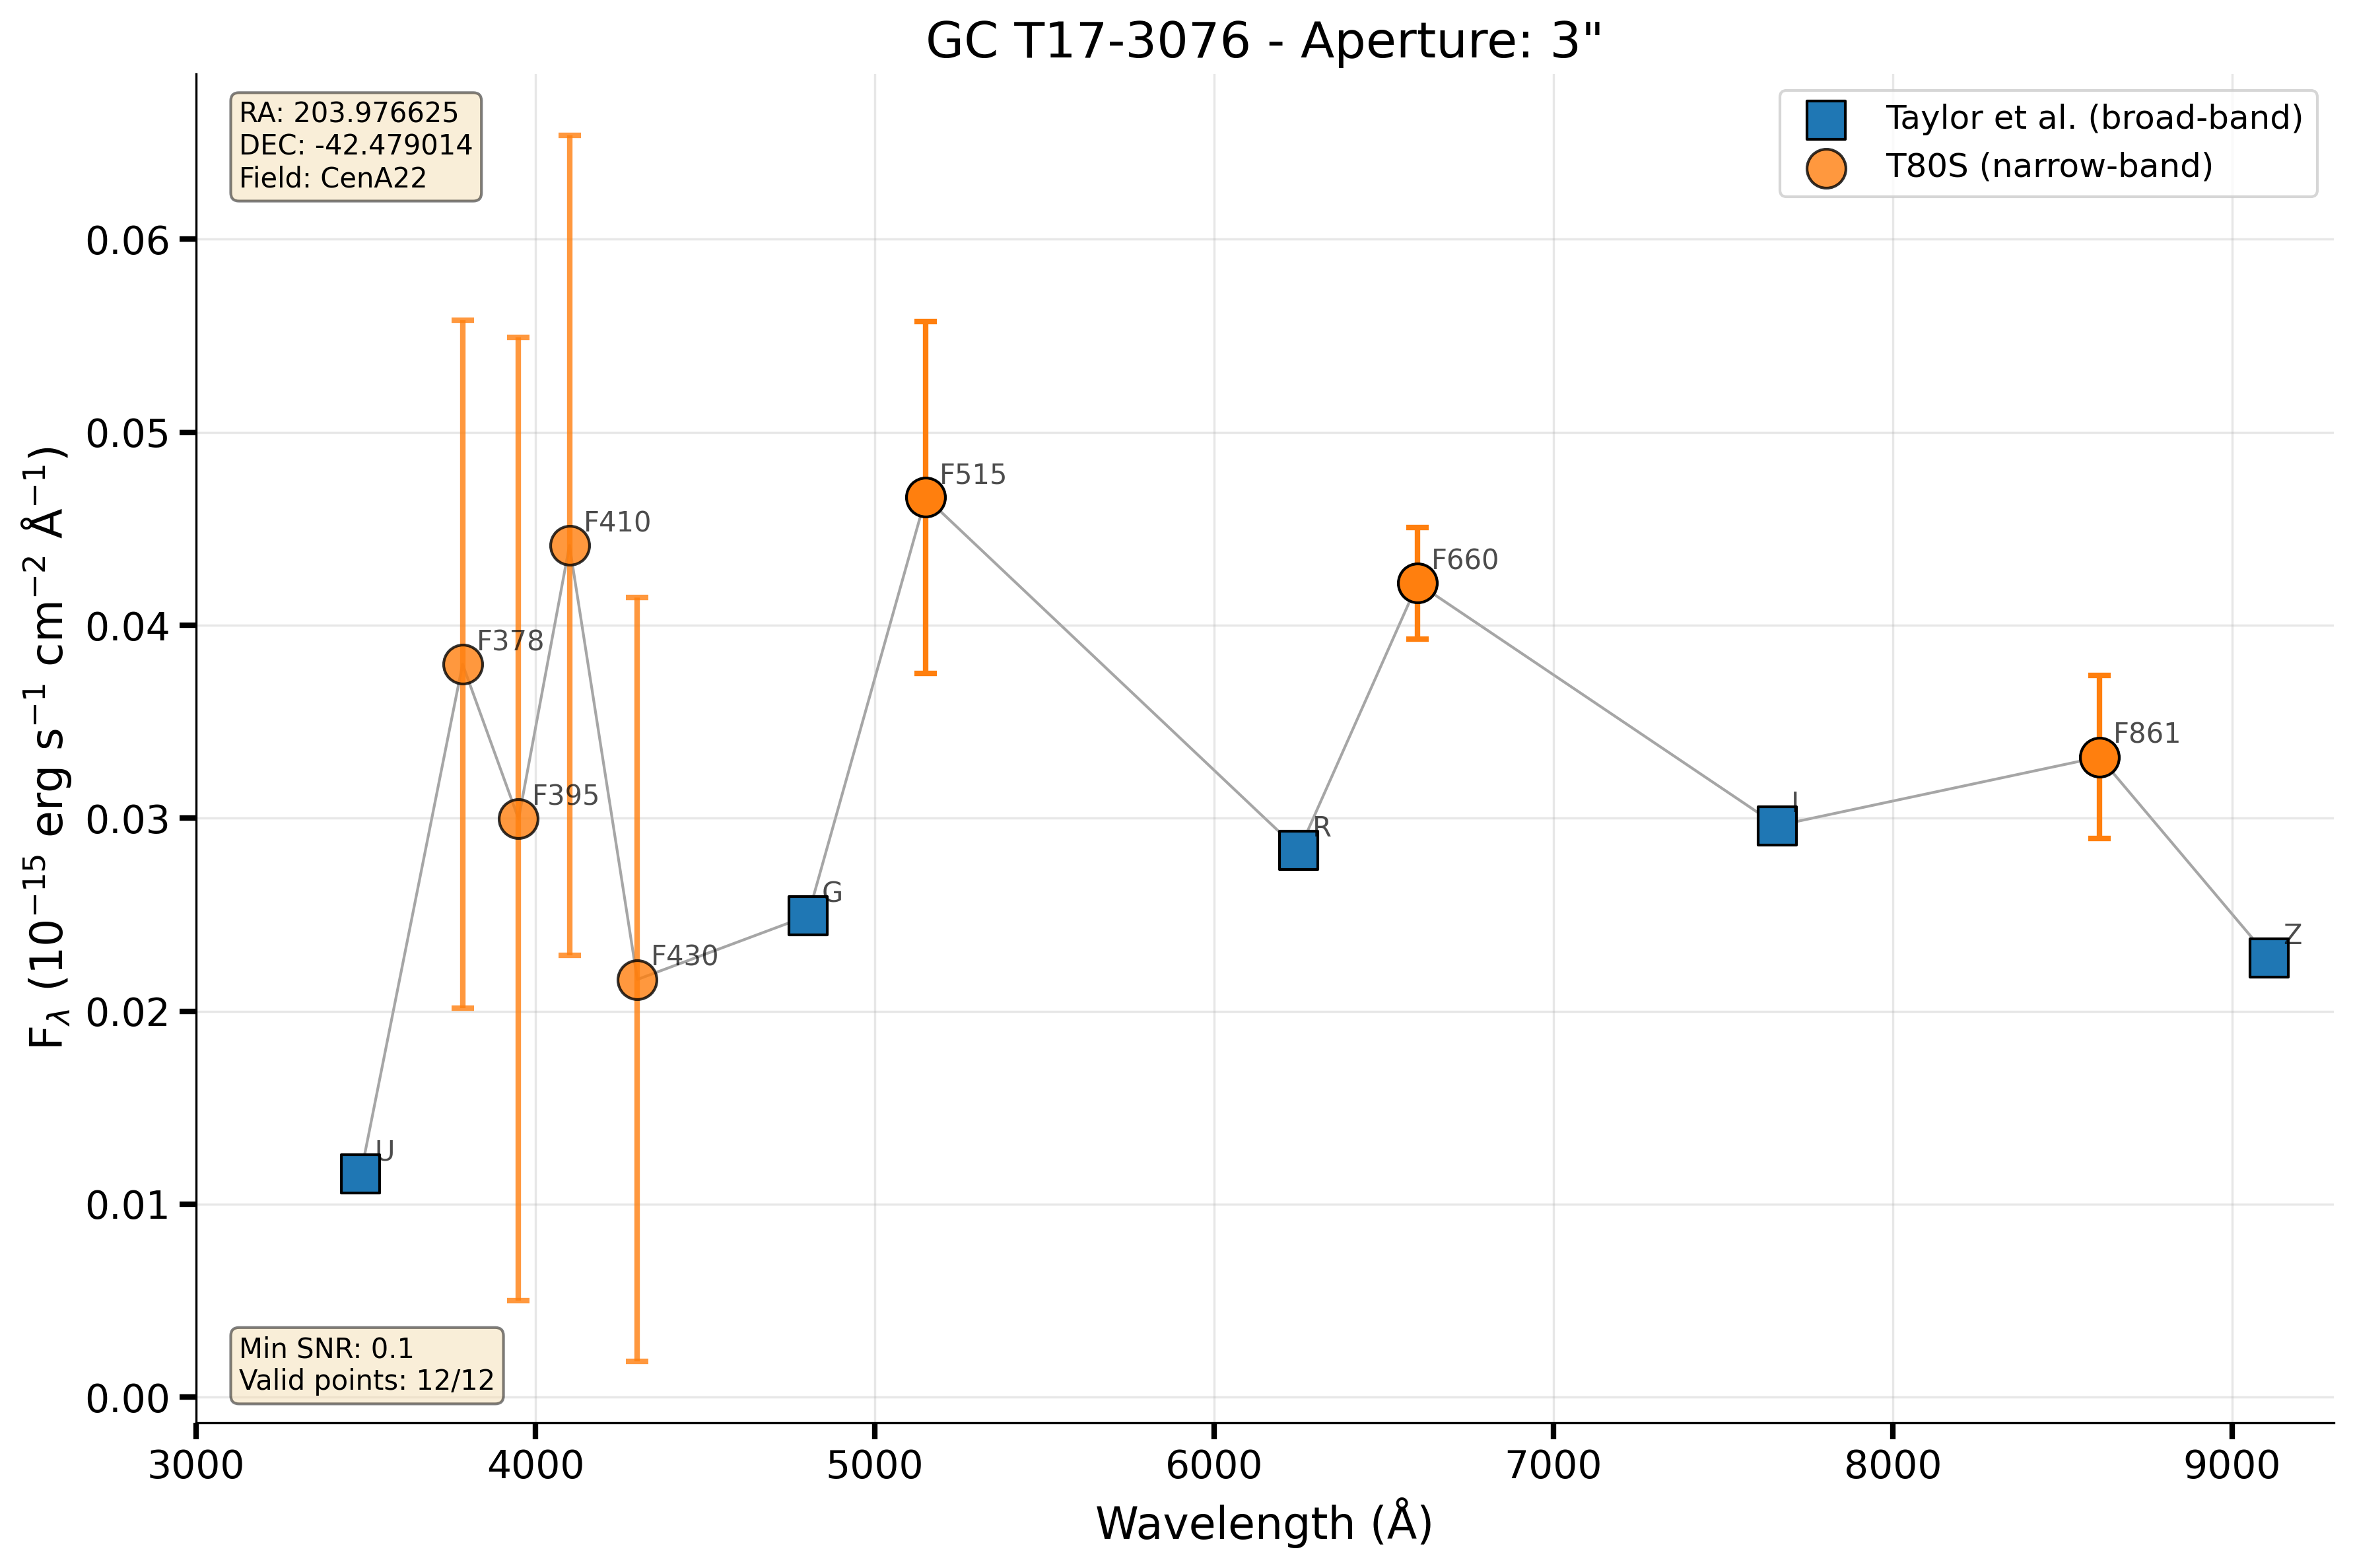 GC T17-3076 - Aperture: 3"
RA: 203.976625
DEC: -42.479014
Field: CenA22
Taylor et al. (broad-band)
T80S (narrow-band)
F$_λ$ (10⁻¹⁵ erg s⁻¹ cm⁻² Å⁻¹)
0.06
0.05
0.04
0.03
0.02
0.01
0.00
F515
F410
F660
F378
F861
F395
I
R
G
F430
Z
U
Min SNR: 0.1
Valid points: 12/12
3000 4000 5000 6000 7000 8000 9000
Wavelength (Å)